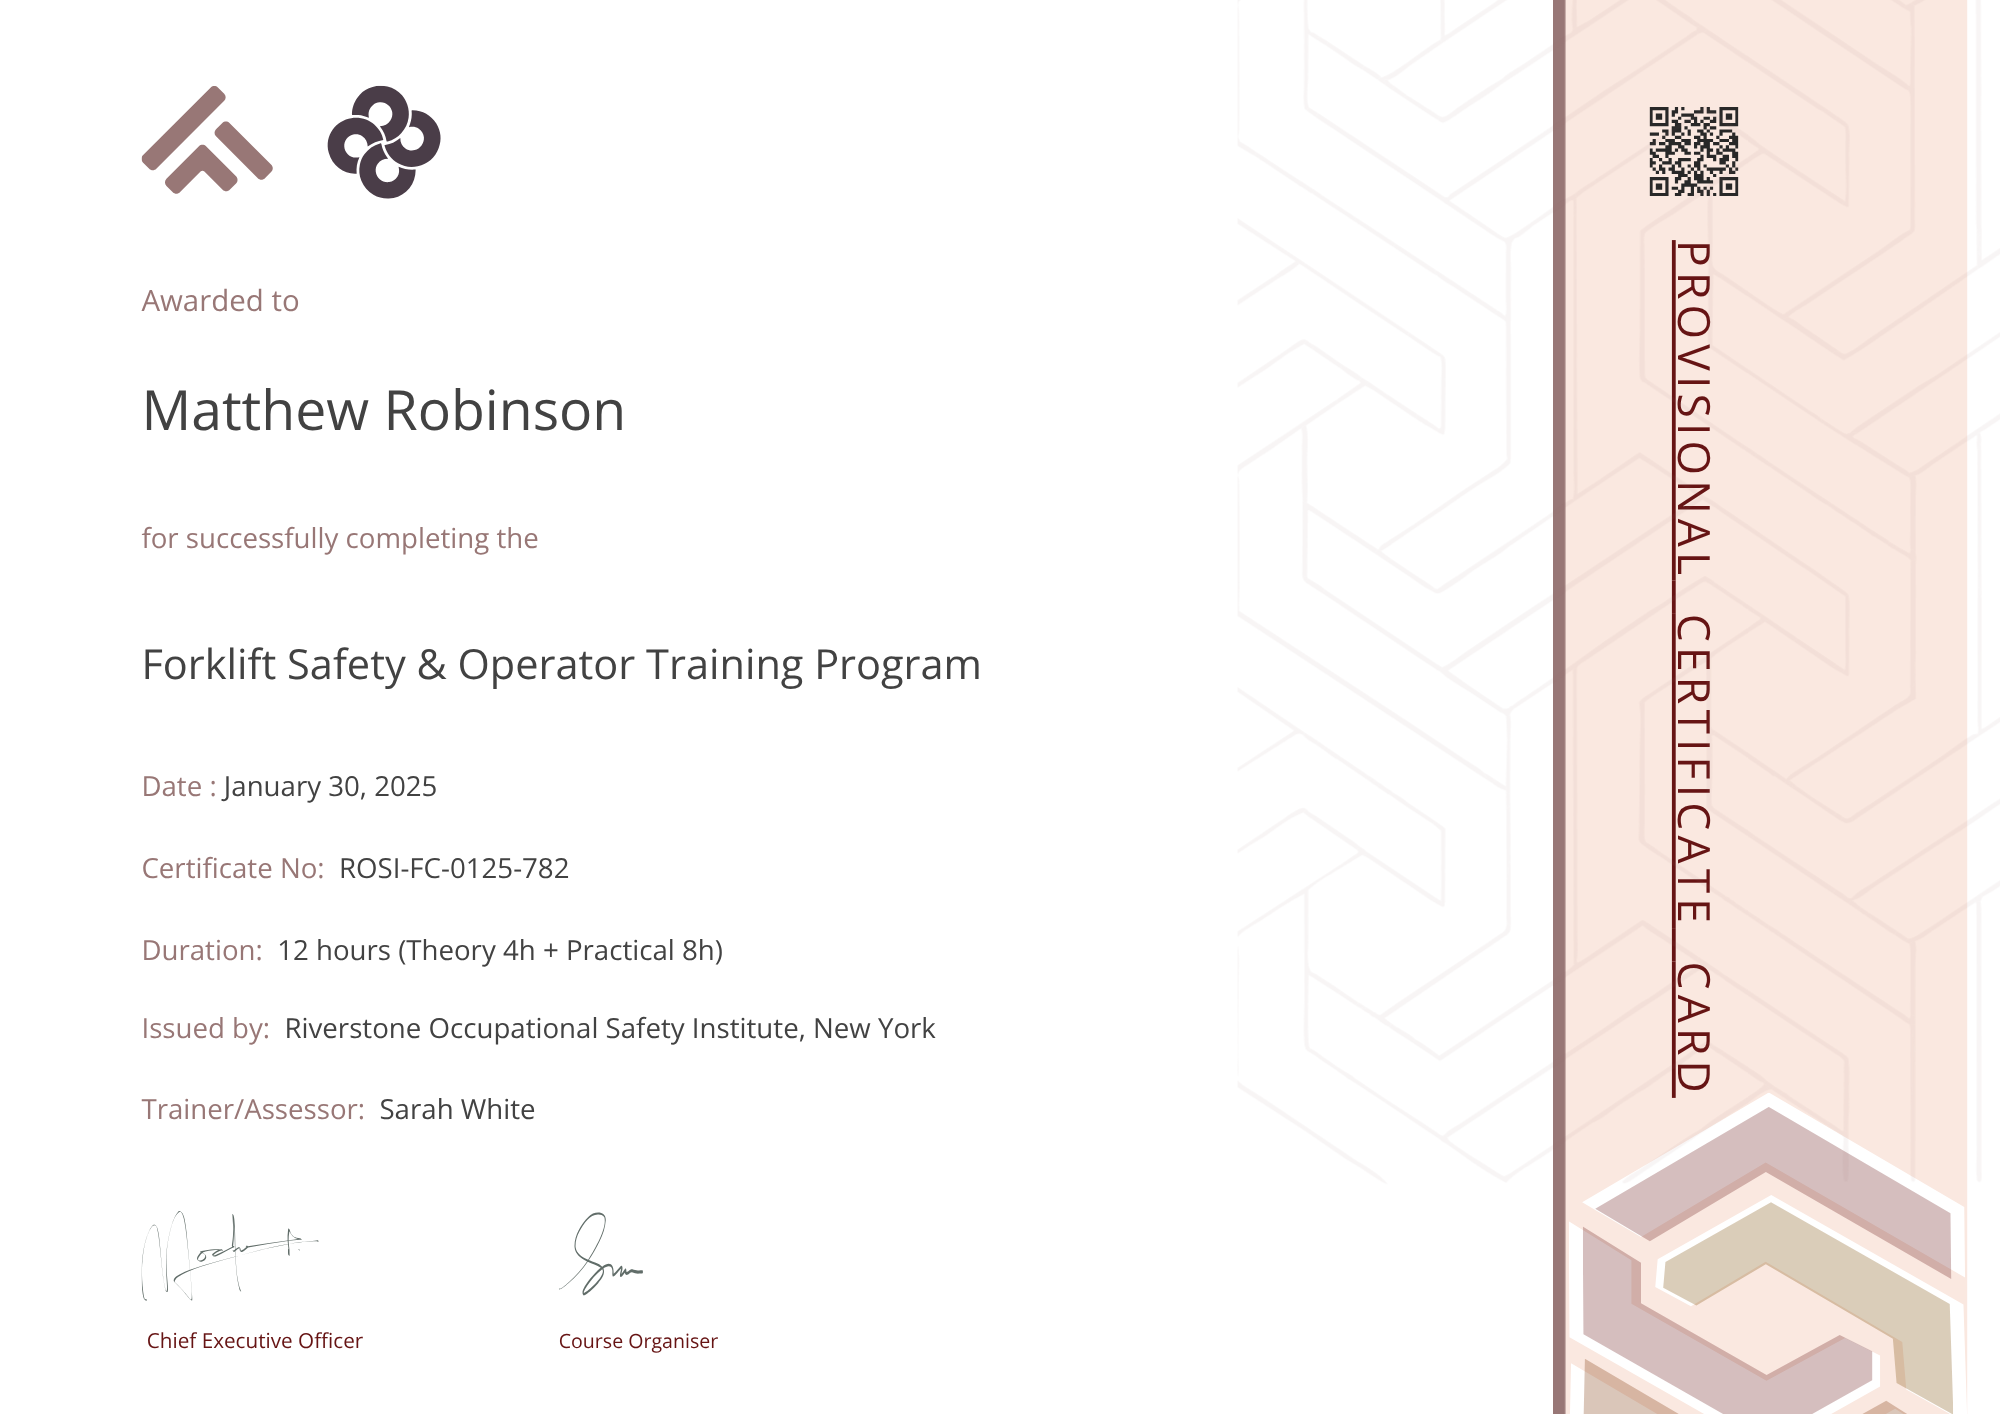 Awarded to
Matthew Robinson
for successfully completing the
Forklift Safety & Operator Training Program
Date : January 30, 2025
Certificate No: ROSI-FC-0125-782
Duration: 12 hours (Theory 4h + Practical 8h)
Issued by: Riverstone Occupational Safety Institute, New York
Trainer/Assessor: Sarah White
Chief Executive Officer
Course Organiser
PROVISIONAL CERTIFICATE CARD